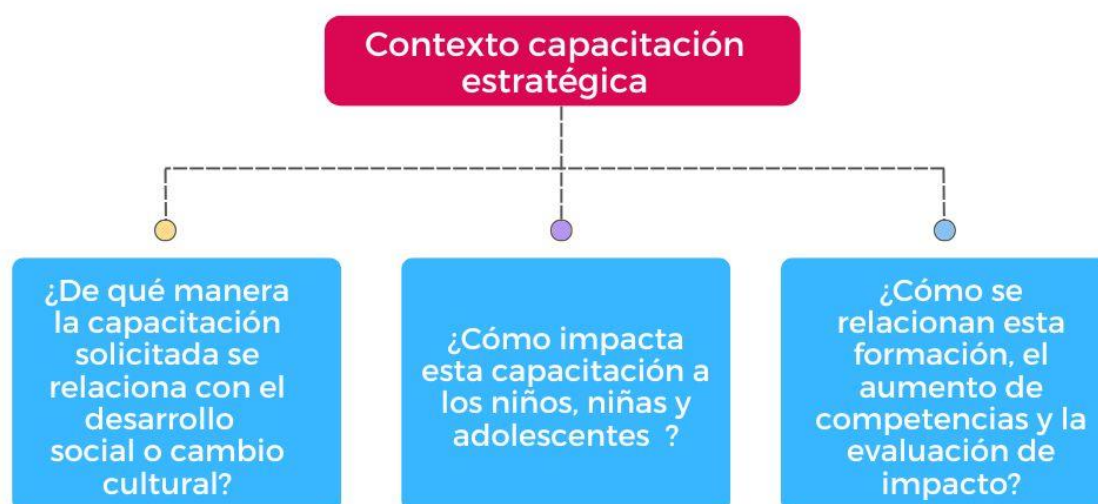 Contexto capacitación
estratégica
¿De qué manera
la capacitación
solicitada se
relaciona con el
desarrollo
social o cambio
cultural?
¿Cómo impacta
esta capacitación a
los niños, niñas y
adolescentes ?
¿Cómo se
relacionan esta
formación, el
aumento de
competencias y la
evaluación de
impacto?